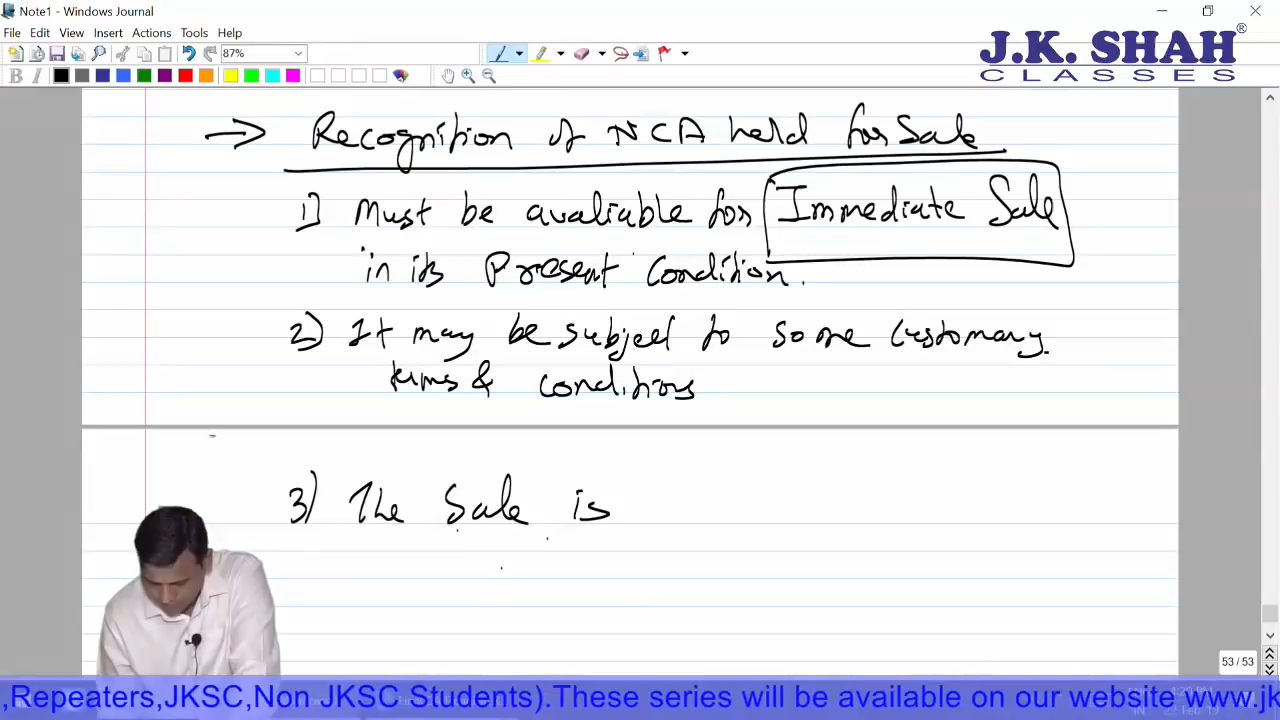 Note1 - Windows Journal
File Edit View Insert Actions Tools Help
87%
J.K. SHAH®
CLASSES
→ Recognition of NCA held for Sale
1) Must be avaliable for Immediate Sale
in its Present Condition.
2) It may be subject to some customary
terms & conditions
3) The Sale is
53 / 53
,Repeaters,JKSC,Non JKSC Students).These series will be available on our website www.jk